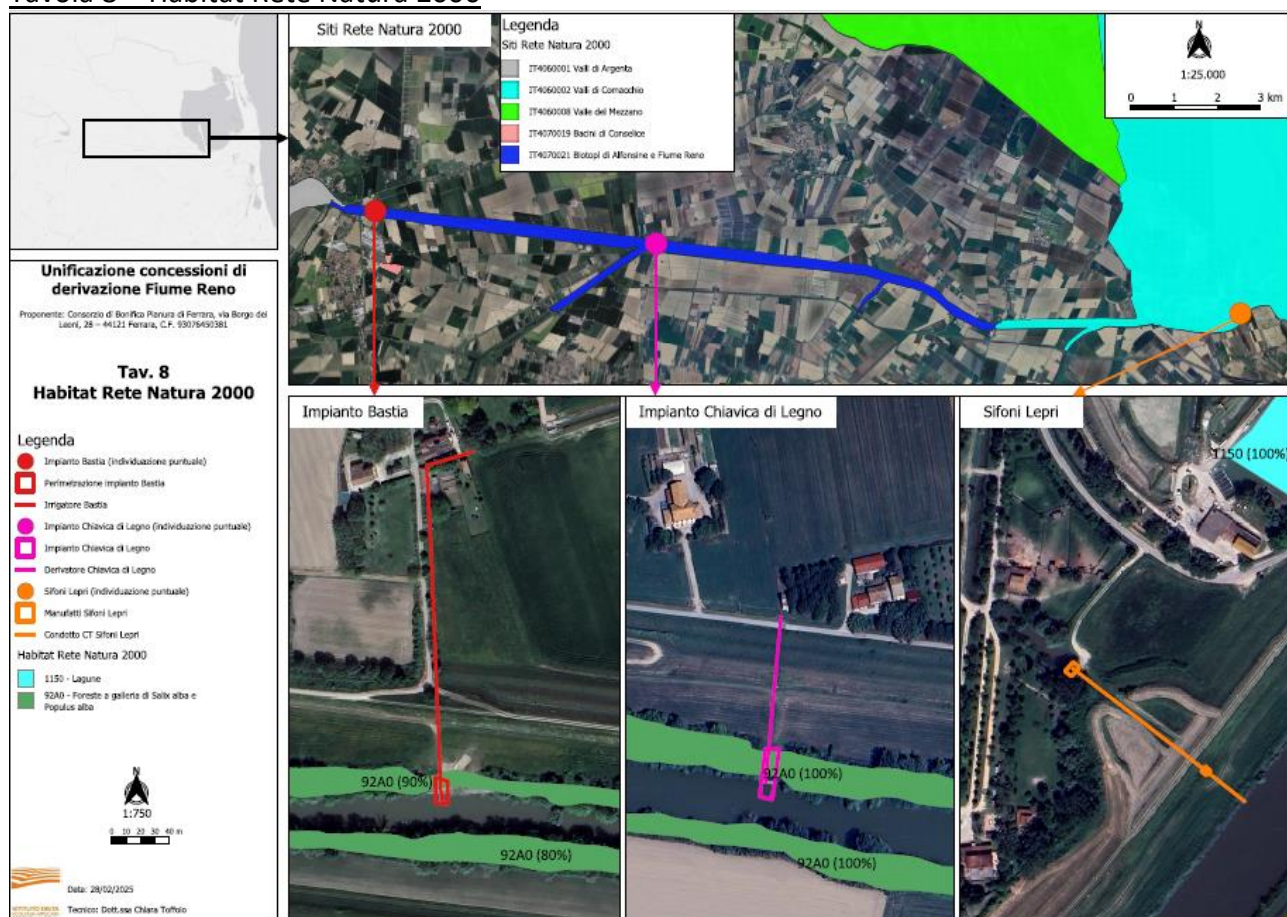 Tavola 8 – Habitat Rete Natura 2000
Siti Rete Natura 2000
Legenda
Siti Rete Natura 2000
IT4060001 Valli di Argenta
IT4060002 Valli di Comacchio
IT4060008 Valle del Mezzano
IT4070019 Bacini di Conselice
IT4070021 Biotopi di Alfonsine e Fiume Reno
N
1:25.000
0 1 2 3 km
Unificazione concessioni di
derivazione Fiume Reno
Proponente: Consorzio di Bonifica Pianura di Ferrara, via Borgo dei
Leoni, 28 – 44121 Ferrara, C.F. 93076450381
Tav. 8
Habitat Rete Natura 2000
Legenda
Impianto Bastia (individuazione puntuale)
Perimetrazione impianto Bastia
Irrigatore Bastia
Impianto Chiavica di Legno (individuazione puntuale)
Impianto Chiavica di Legno
Derivatore Chiavica di Legno
Sifoni Lepri (individuazione puntuale)
Manufatti Sifoni Lepri
Condotto CT Sifoni Lepri
Habitat Rete Natura 2000
1150 - Lagune
92A0 - Foreste a galleria di Salix alba e
Populus alba
N
1:750
0 10 20 30 40 m
Data: 28/02/2025
Tecnico: Dott.ssa Chiara Toffolo
Impianto Bastia
92A0 (90%)
92A0 (80%)
Impianto Chiavica di Legno
92A0 (100%)
92A0 (100%)
Sifoni Lepri
1150 (100%)